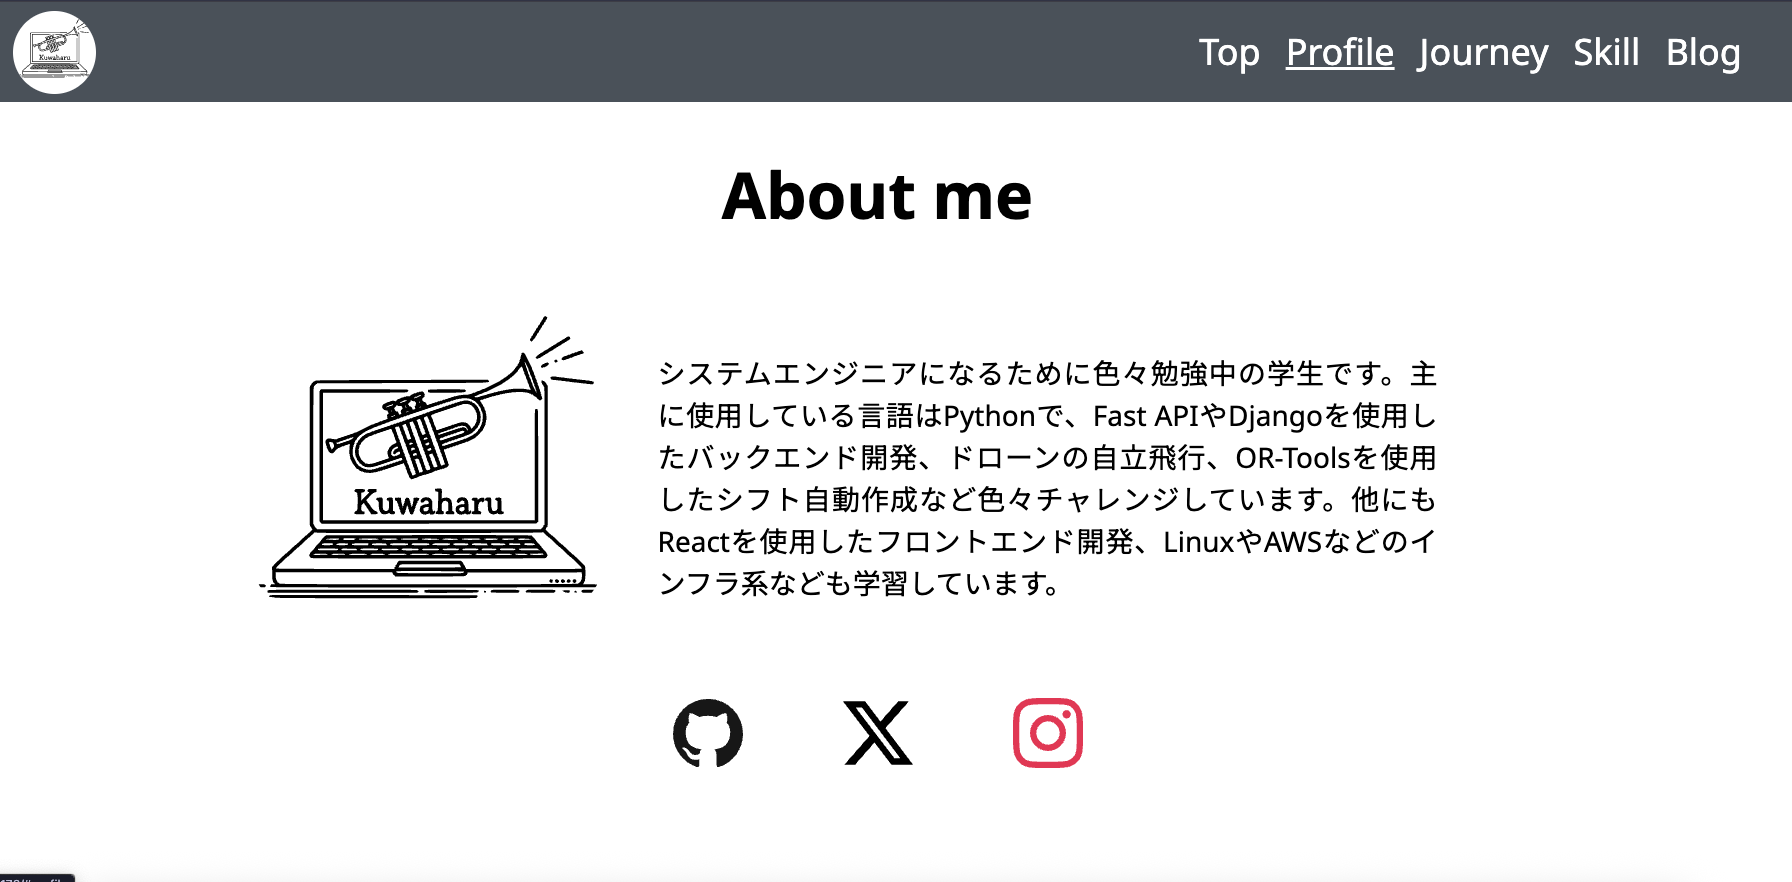 Kuwaharu
Top Profile Journey Skill Blog
About me
Kuwaharu
システムエンジニアになるために色々勉強中の学生です。主
に使用している言語はPythonで、Fast APIやDjangoを使用し
たバックエンド開発、ドローンの自立飛行、OR-Toolsを使用
したシフト自動作成など色々チャレンジしています。他にも
Reactを使用したフロントエンド開発、LinuxやAWSなどのイ
ンフラ系なども学習しています。